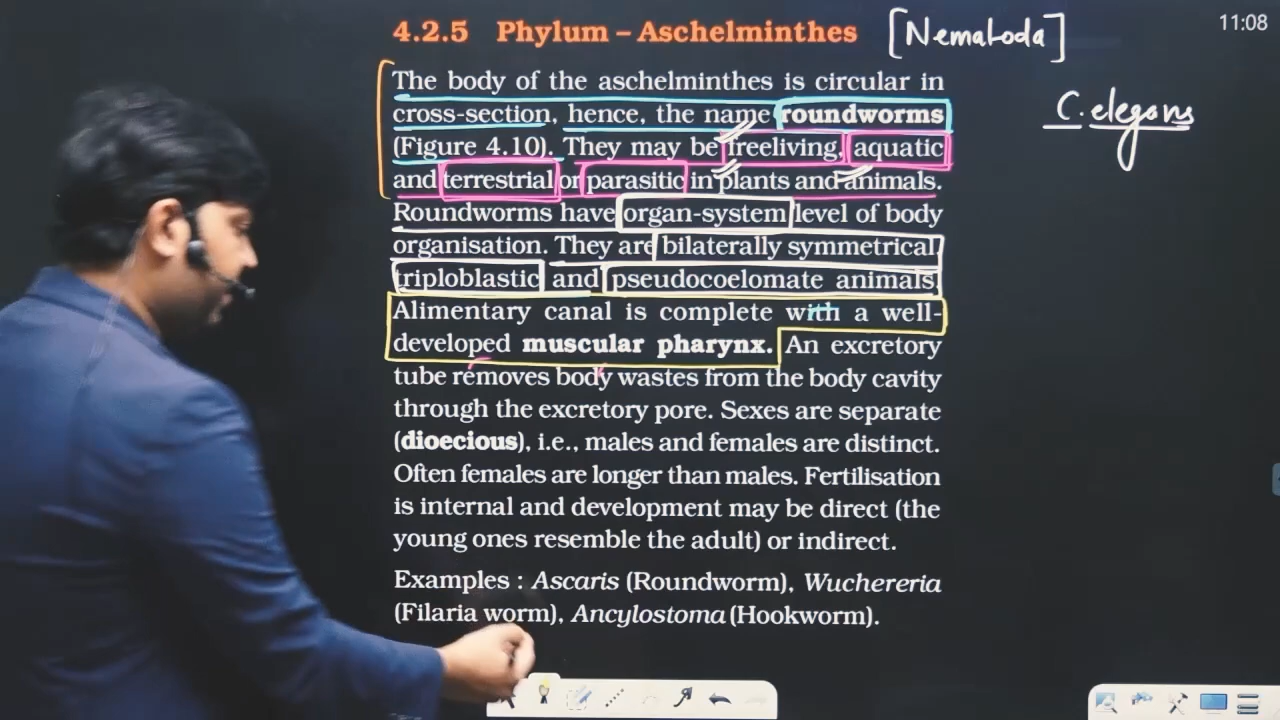 4.2.5 Phylum – Aschelminthes [Nematoda]
11:08
The body of the aschelminthes is circular in
cross-section, hence, the name roundworms
C. elegans
(Figure 4.10). They may be freeliving, aquatic
and terrestrial or parasitic in plants and animals.
Roundworms have organ-system level of body
organisation. They are bilaterally symmetrical,
triploblastic and pseudocoelomate animals.
Alimentary canal is complete with a well-
developed muscular pharynx. An excretory
tube removes body wastes from the body cavity
through the excretory pore. Sexes are separate
(dioecious), i.e., males and females are distinct.
Often females are longer than males. Fertilisation
is internal and development may be direct (the
young ones resemble the adult) or indirect.
Examples : Ascaris (Roundworm), Wuchereria
(Filaria worm), Ancylostoma (Hookworm).